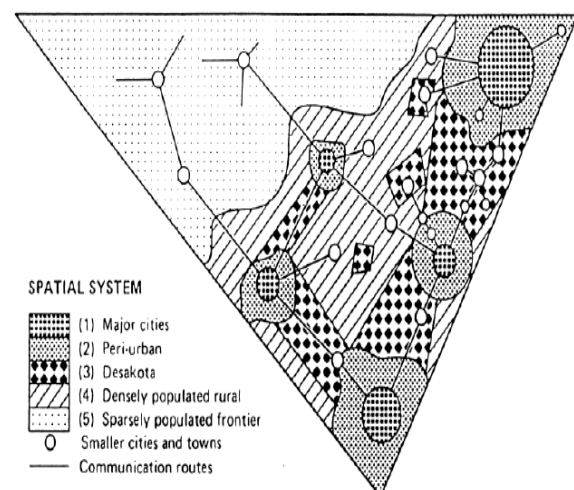 SPATIAL SYSTEM
(1) Major cities
(2) Peri-urban
(3) Desakota
(4) Densely populated rural
(5) Sparsely populated frontier
Smaller cities and towns
Communication routes